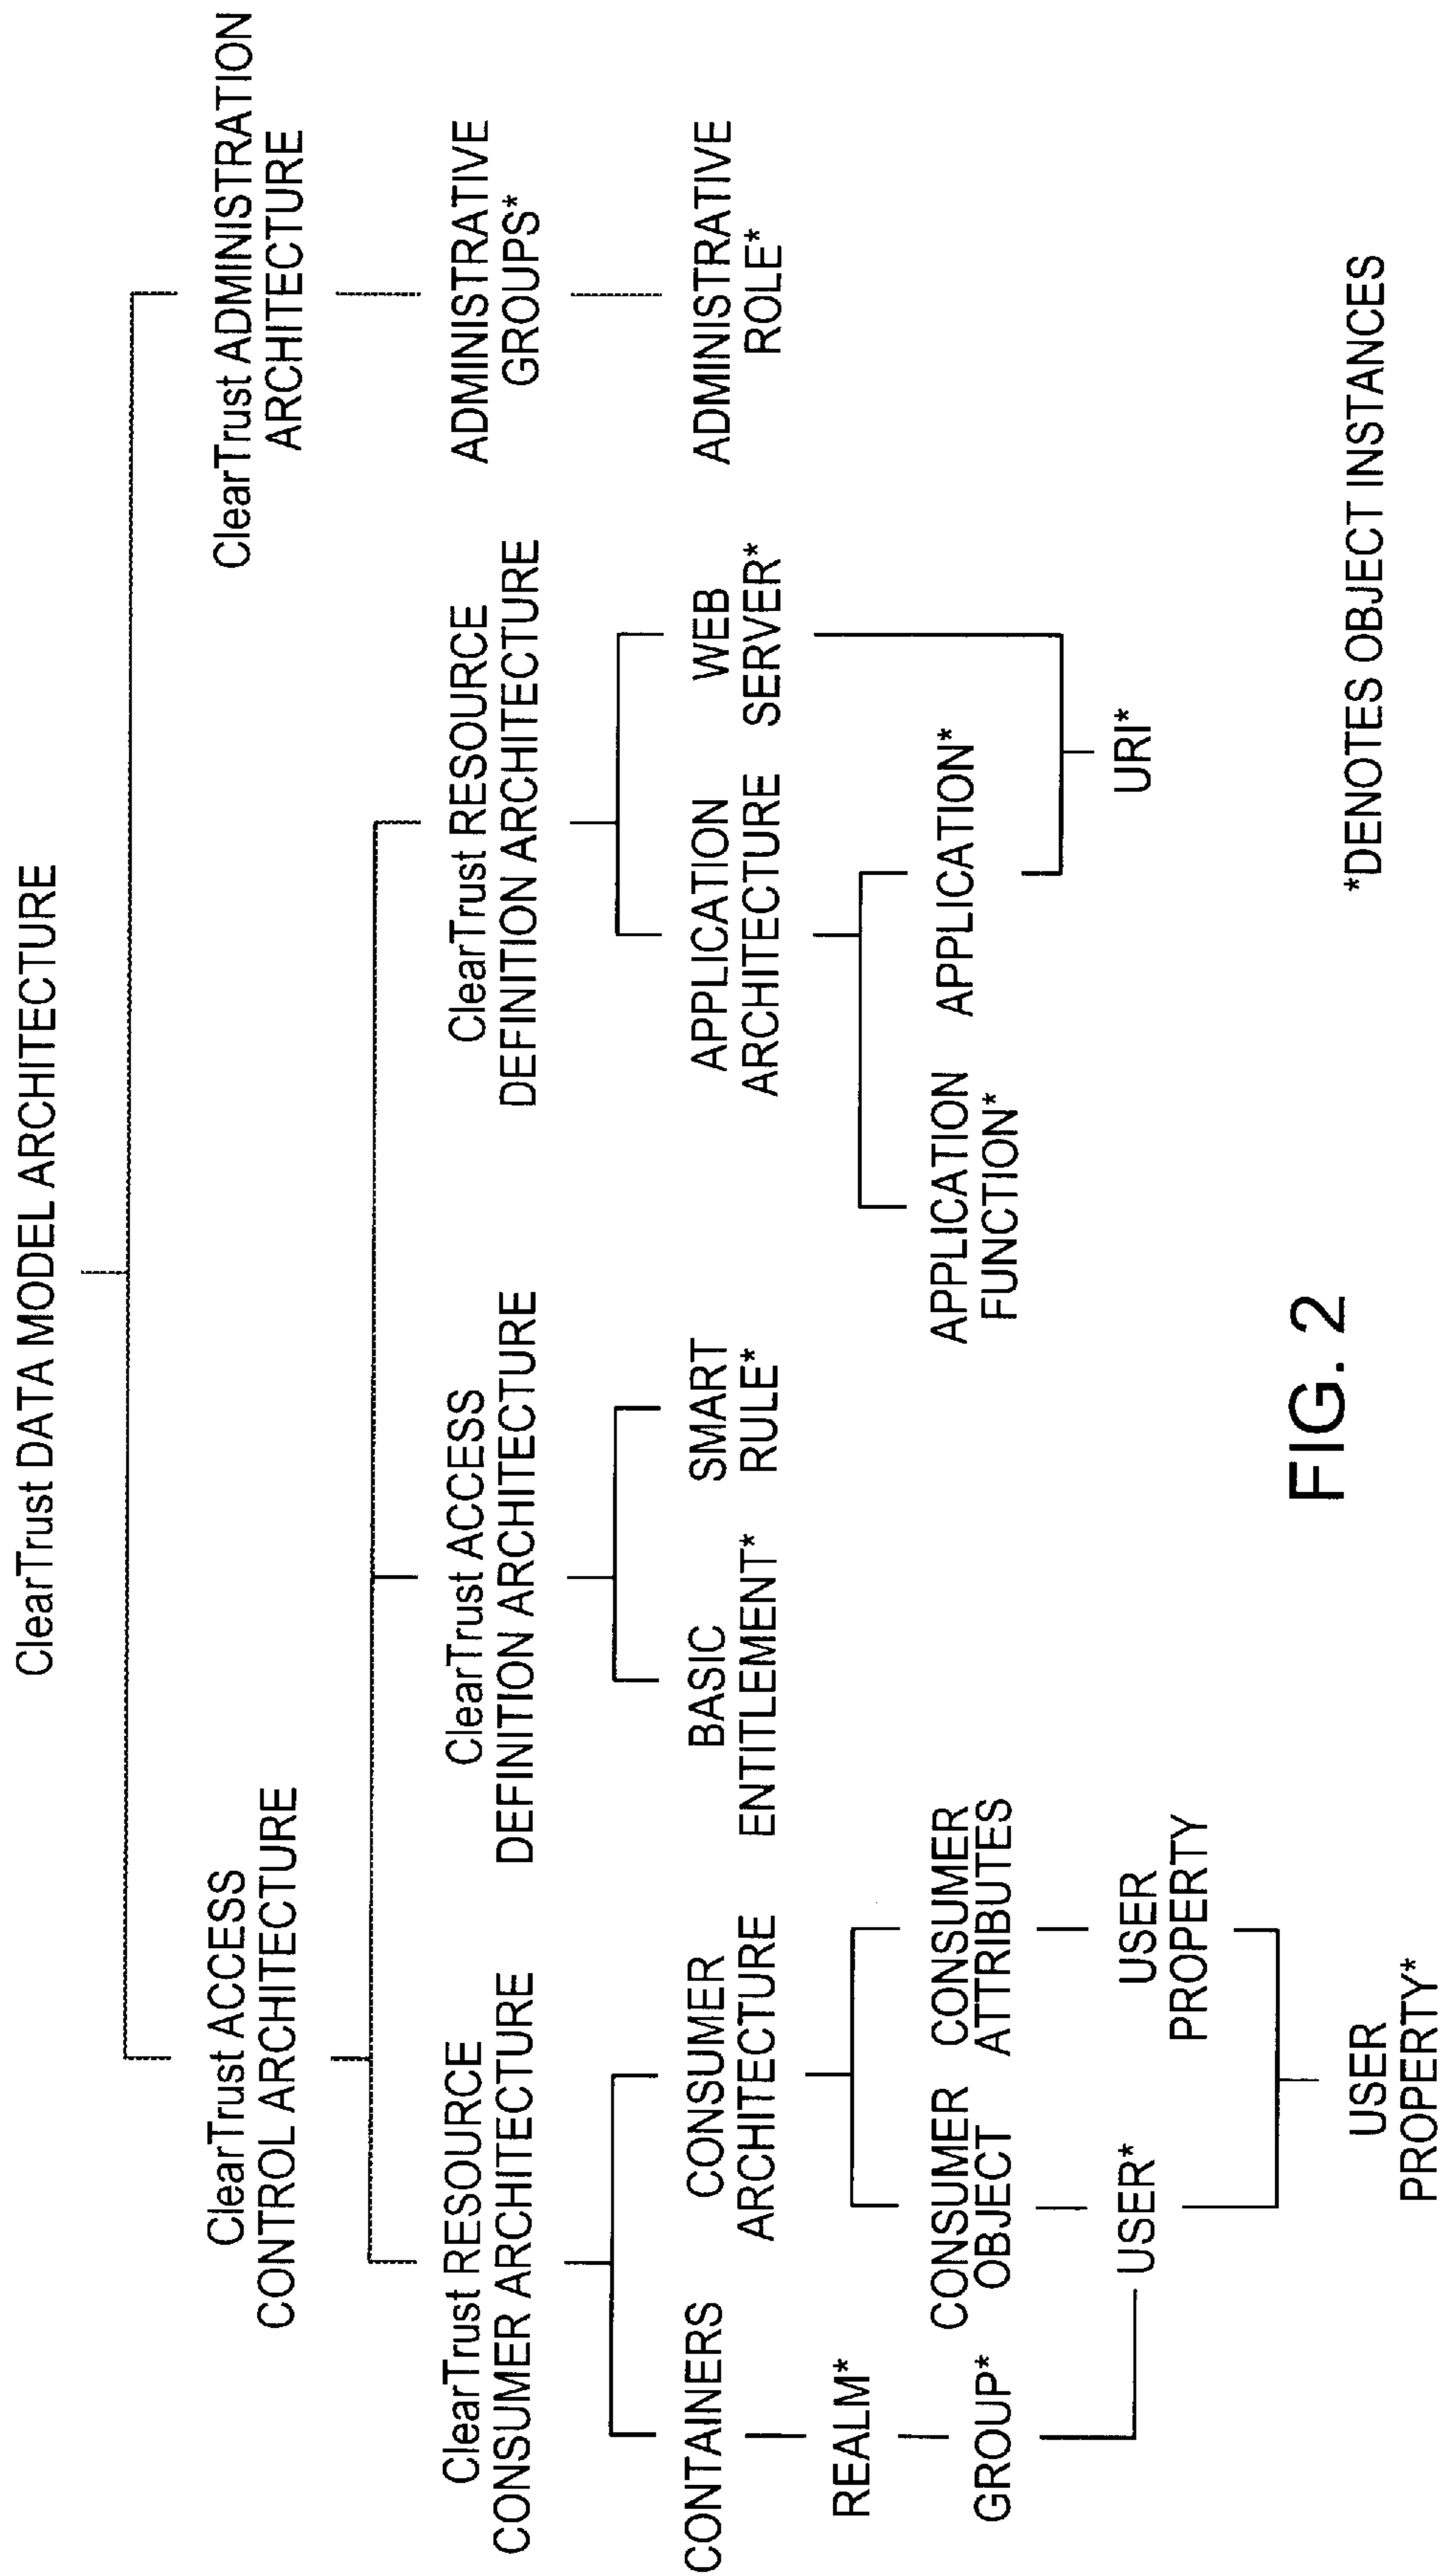 ClearTrust DATA MODEL ARCHITECTURE
ClearTrust ACCESS
CONTROL ARCHITECTURE
ClearTrust ADMINISTRATION
ARCHITECTURE
ClearTrust RESOURCE
CONSUMER ARCHITECTURE
ClearTrust ACCESS
DEFINITION ARCHITECTURE
ClearTrust RESOURCE
DEFINITION ARCHITECTURE
ADMINISTRATIVE
GROUPS*
CONTAINERS
CONSUMER
ARCHITECTURE
BASIC
ENTITLEMENT*
SMART
RULE*
APPLICATION
ARCHITECTURE
WEB
SERVER*
ADMINISTRATIVE
ROLE*
REALM*
GROUP*
CONSUMER
OBJECT
CONSUMER
ATTRIBUTES
APPLICATION
FUNCTION*
APPLICATION*
USER*
USER
PROPERTY
URI*
USER
PROPERTY*
FIG. 2
*DENOTES OBJECT INSTANCES